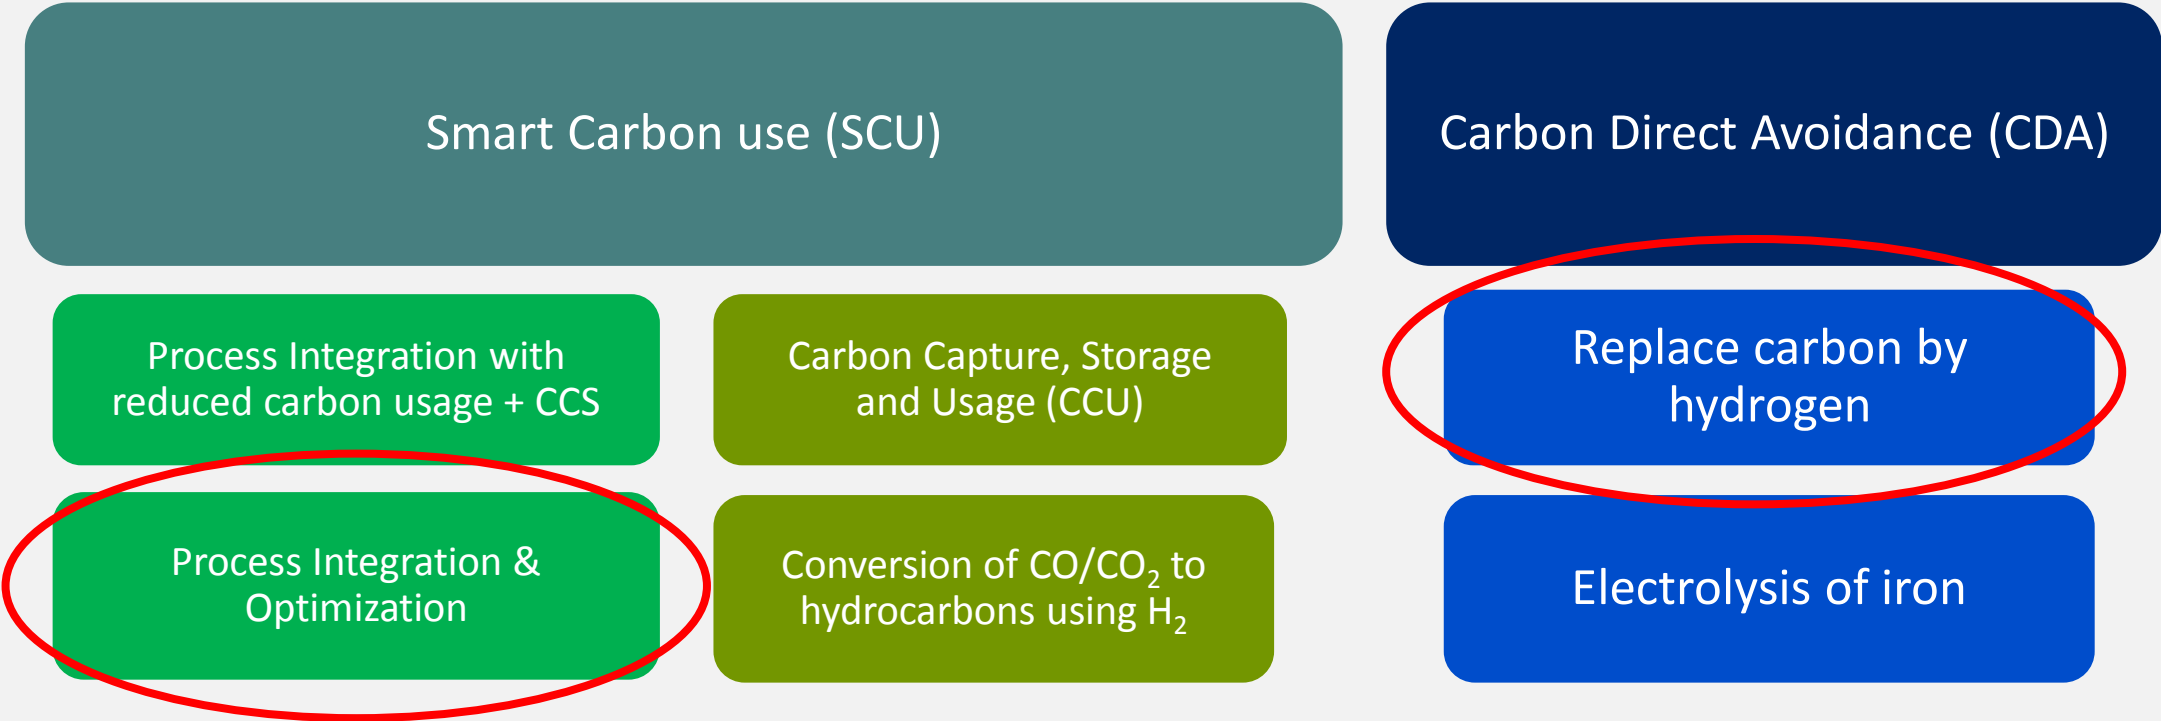 Smart Carbon use (SCU)
Carbon Direct Avoidance (CDA)
Process Integration with
reduced carbon usage + CCS
Carbon Capture, Storage
and Usage (CCU)
Replace carbon by
hydrogen
Process Integration &
Optimization
Conversion of CO/CO₂ to
hydrocarbons using H₂
Electrolysis of iron